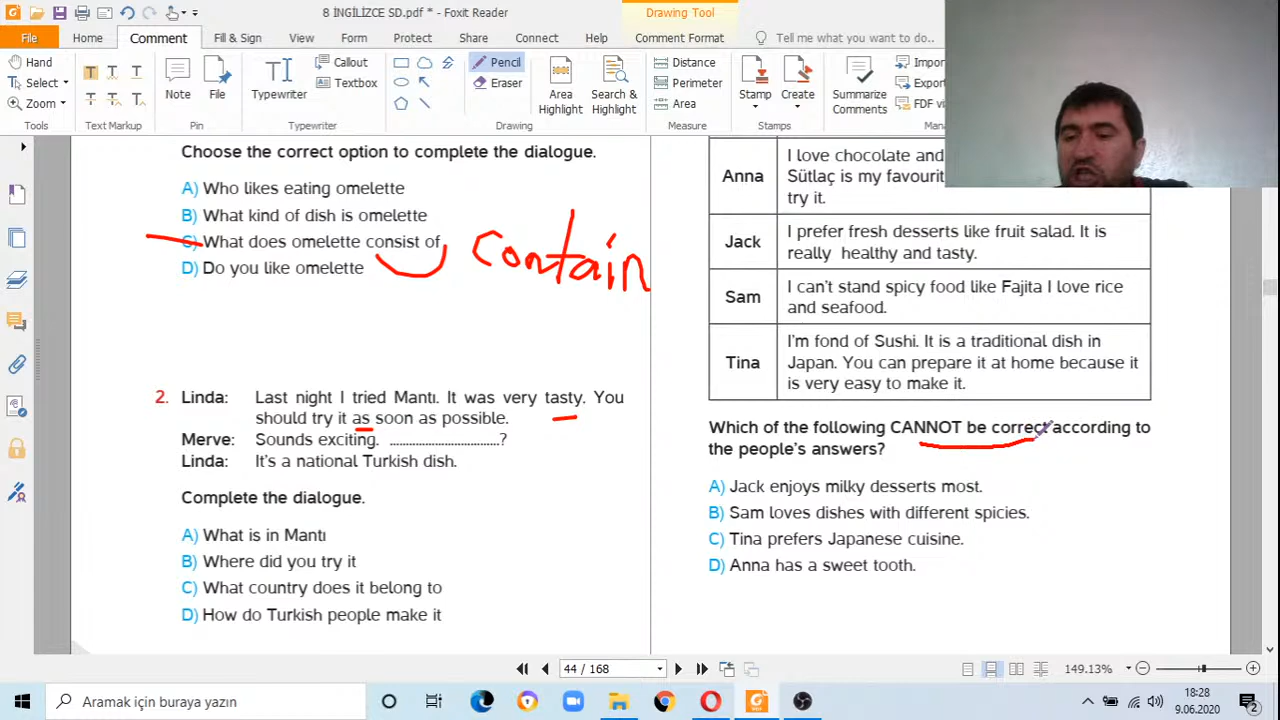 8 İNGİLİZCE SD.pdf * - Foxit Reader
Drawing Tool
File
Home
Comment
Fill & Sign
View
Form
Protect
Share
Connect
Help
Comment Format
Tell me what you want to do...
Hand
Select
Zoom
Tools
Text Markup
Note
File
Pin
Typewriter
Callout
Textbox
Typewriter
Pencil
Eraser
Drawing
Area
Highlight
Search &
Highlight
Distance
Perimeter
Area
Measure
Stamp
Create
Stamps
Summarize
Comments
Choose the correct option to complete the dialogue.
A) Who likes eating omelette
B) What kind of dish is omelette
C) What does omelette consist of
D) Do you like omelette
contain
2. Linda: Last night I tried Mantı. It was very tasty. You
should try it as soon as possible.
Merve: Sounds exciting. ..................................?
Linda: It's a national Turkish dish.
Complete the dialogue.
A) What is in Mantı
B) Where did you try it
C) What country does it belong to
D) How do Turkish people make it
Anna
I love chocolate and
Sütlaç is my
try it.
Jack
I prefer fresh desserts like fruit salad. It is
really healthy and tasty.
Sam
I can't stand spicy food like Fajita I love rice
and seafood.
Tina
I'm fond of Sushi. It is a traditional dish in
Japan. You can prepare it at home because it
is very easy to make it.
Which of the following CANNOT be correct according to
the people's answers?
A) Jack enjoys milky desserts most.
B) Sam loves dishes with different spicies.
C) Tina prefers Japanese cuisine.
D) Anna has a sweet tooth.
44 / 168
149.13%
Aramak için buraya yazın
18:28
9.06.2020
2